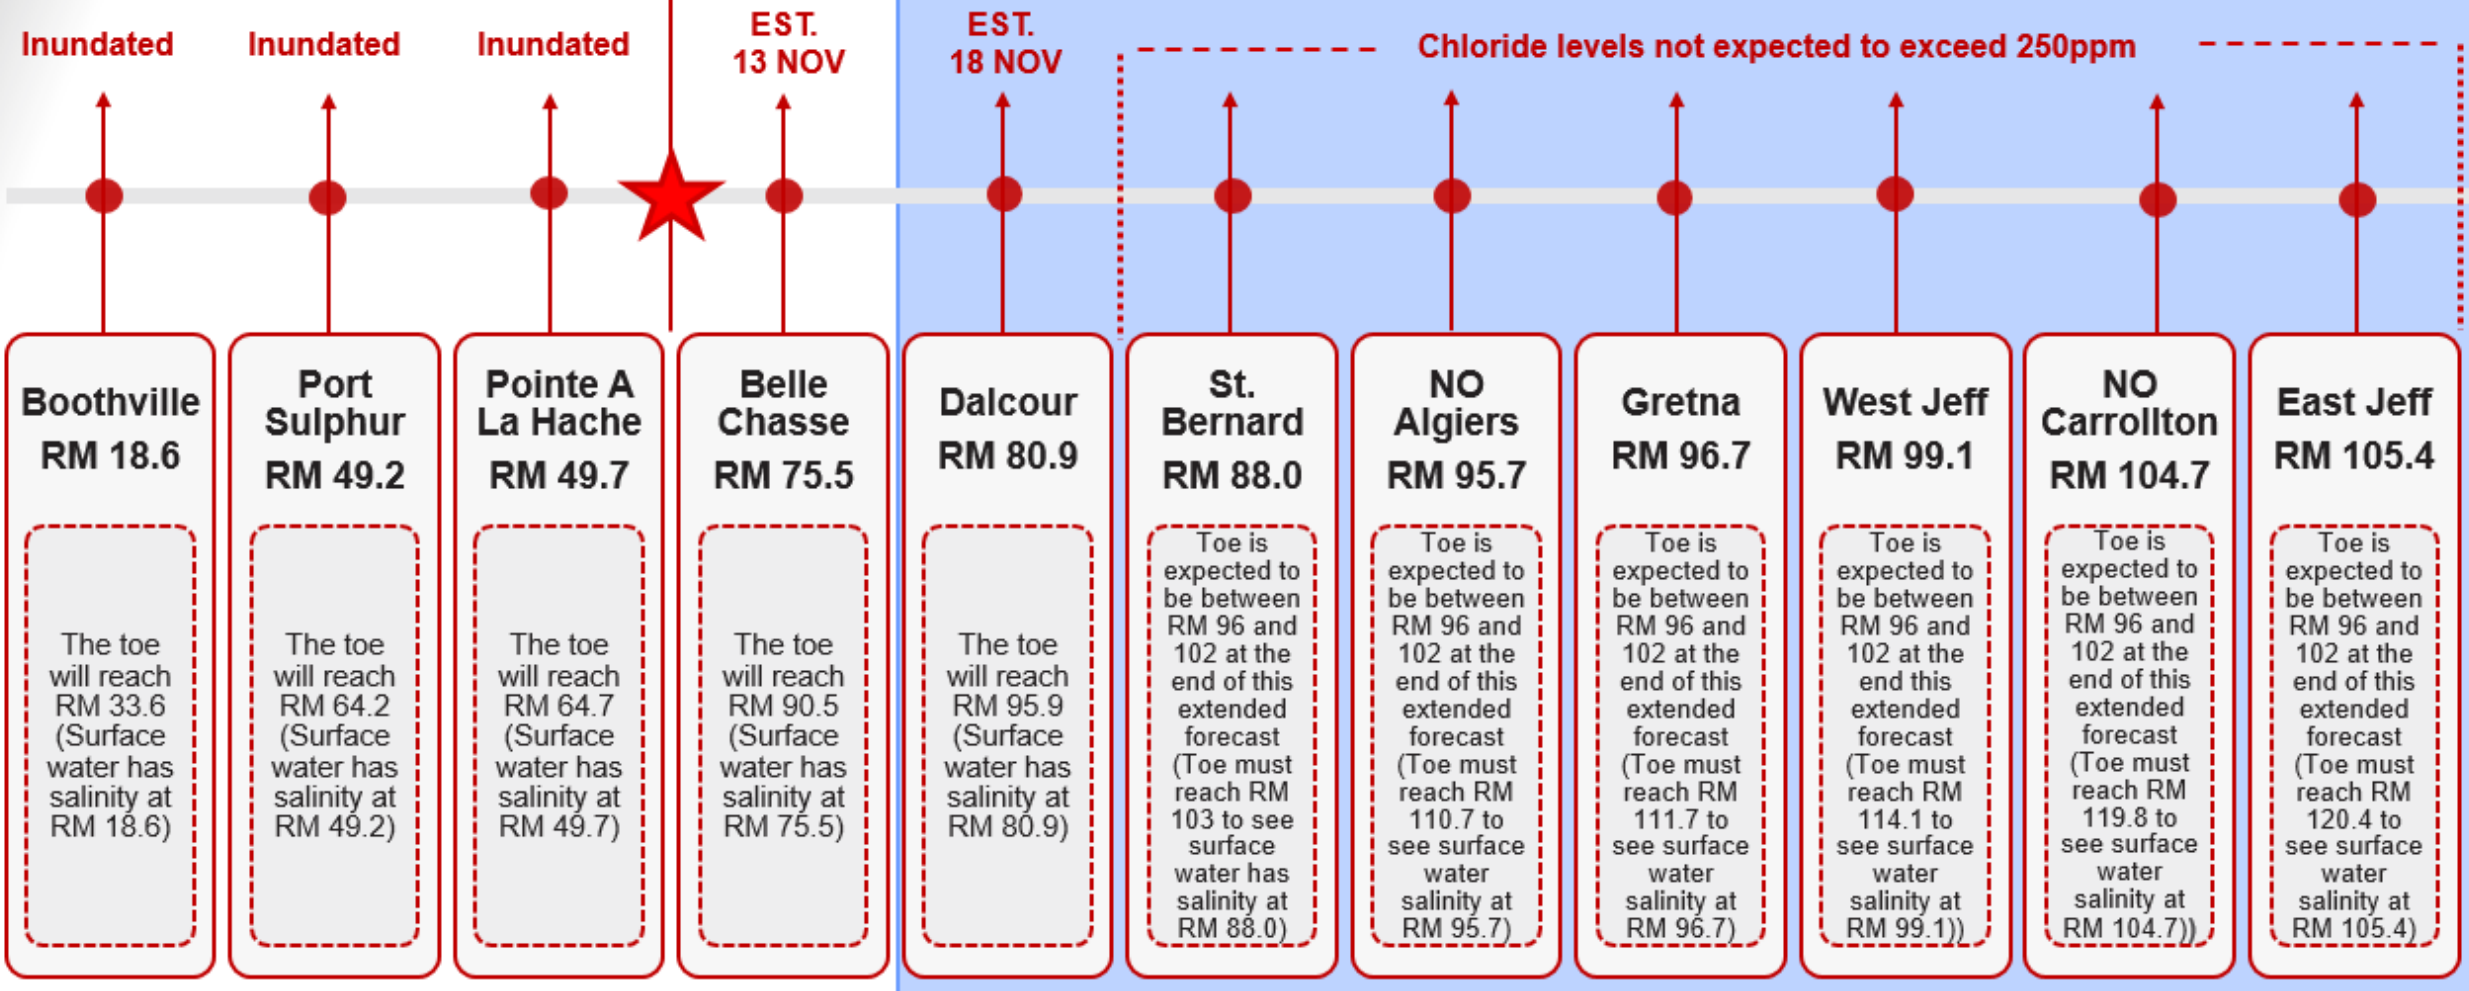 Inundated
Inundated
Inundated
EST.
13 NOV
EST.
18 NOV
Chloride levels not expected to exceed 250ppm
Boothville
RM 18.6
The toe
will reach
RM 33.6
(Surface
water has
salinity at
RM 18.6)
Port
Sulphur
RM 49.2
The toe
will reach
RM 64.2
(Surface
water has
salinity at
RM 49.2)
Pointe A
La Hache
RM 49.7
The toe
will reach
RM 64.7
(Surface
water has
salinity at
RM 49.7)
Belle
Chasse
RM 75.5
The toe
will reach
RM 90.5
(Surface
water has
salinity at
RM 75.5)
Dalcour
RM 80.9
The toe
will reach
RM 95.9
(Surface
water has
salinity at
RM 80.9)
St.
Bernard
RM 88.0
Toe is
expected to
be between
RM 96 and
102 at the
end of this
extended
forecast
(Toe must
reach RM
103 to see
surface
water has
salinity at
RM 88.0)
NO
Algiers
RM 95.7
Toe is
expected to
be between
RM 96 and
102 at the
end of this
extended
forecast
(Toe must
reach RM
110.7 to
see surface
water
salinity at
RM 95.7)
Gretna
RM 96.7
Toe is
expected to
be between
RM 96 and
102 at the
end of this
extended
forecast
(Toe must
reach RM
111.7 to
see surface
water
salinity at
RM 96.7)
West Jeff
RM 99.1
Toe is
expected to
be between
RM 96 and
102 at the
end this
extended
forecast
(Toe must
reach RM
114.1 to
see surface
water
salinity at
RM 99.1))
NO
Carrollton
RM 104.7
Toe is
expected to
be between
RM 96 and
102 at the
end of this
extended
forecast
(Toe must
reach RM
119.8 to
see surface
water
salinity at
RM 104.7))
East Jeff
RM 105.4
Toe is
expected to
be between
RM 96 and
102 at the
end of this
extended
forecast
(Toe must
reach RM
120.4 to
see surface
water
salinity at
RM 105.4)